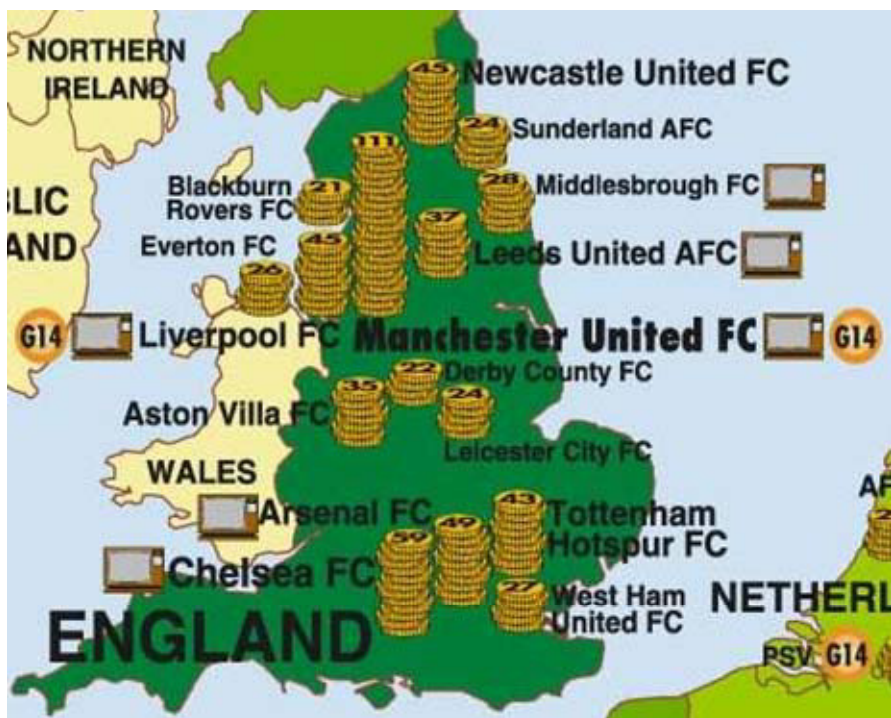 NORTHERN
IRELAND
45
Newcastle United FC
24
Sunderland AFC
111
Blackburn
Rovers FC
21
28
Middlesbrough FC
BLIC
AND
Everton FC
45
37
Leeds United AFC
26
G14
Liverpool FC
Manchester United FC
G14
22
Derby County FC
35
24
Aston Villa FC
Leicester City FC
WALES
43
Arsenal FC
49
Tottenham
Hotspur FC
59
Chelsea FC
27
West Ham
United FC
ENGLAND
AF
2
NETHERL
PSV
G14